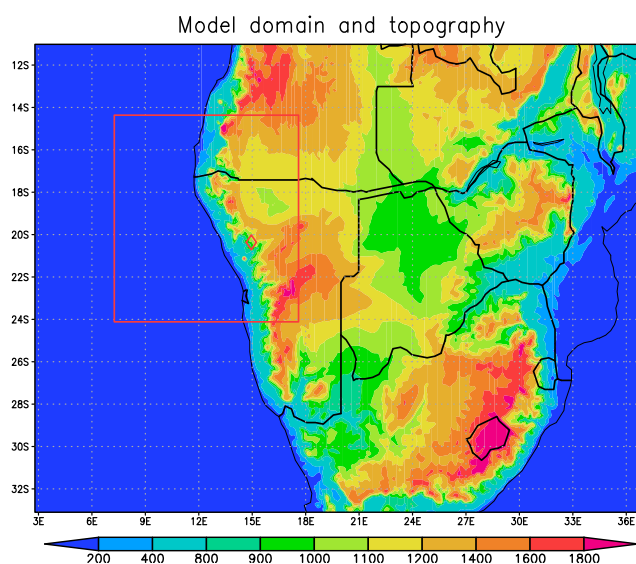 Model domain and topography
12S
14S
16S
18S
20S
22S
24S
26S
28S
30S
32S
3E 6E 9E 12E 15E 18E 21E 24E 27E 30E 33E 36E
200 400 800 900 1000 1100 1200 1400 1600 1800